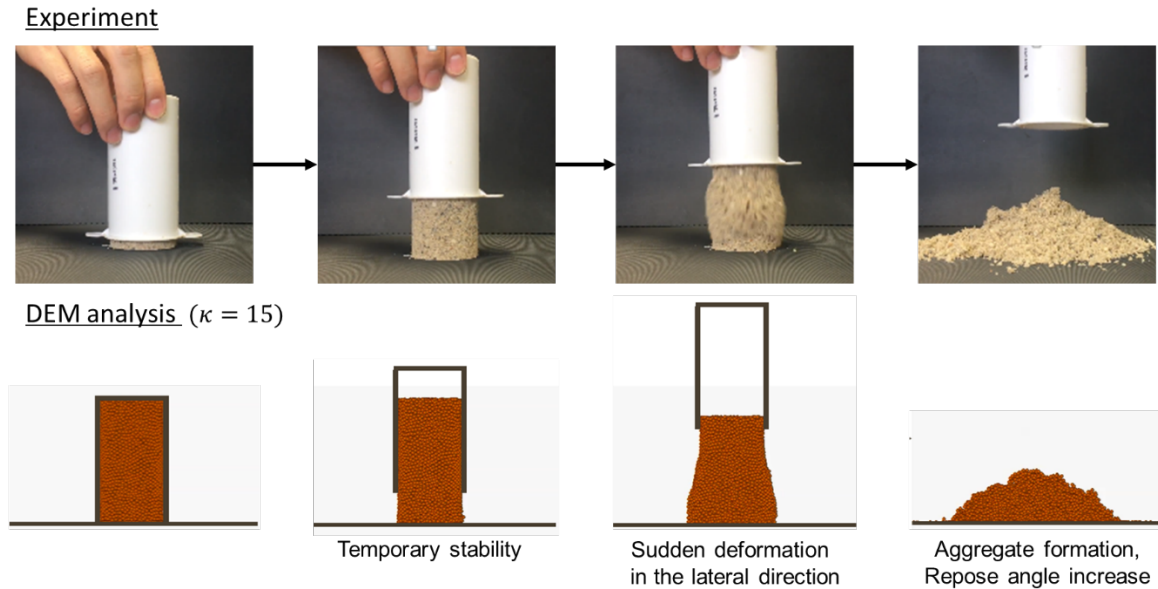 Experiment
DEM analysis (κ = 15)
Temporary stability
Sudden deformation
in the lateral direction
Aggregate formation,
Repose angle increase